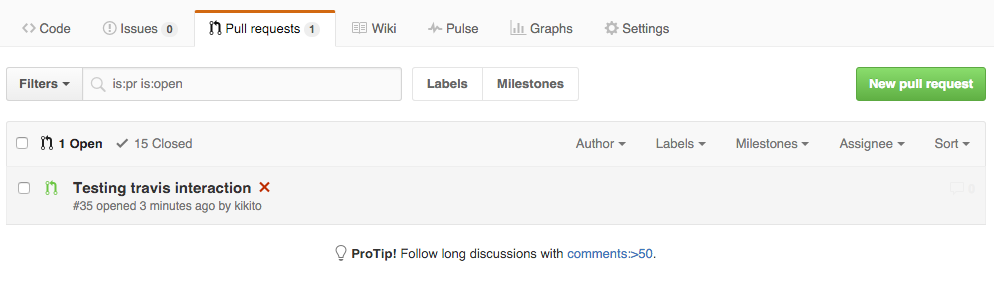 Code Issues 0 Pull requests 1 Wiki Pulse Graphs Settings
Filters is:pr is:open Labels Milestones New pull request
1 Open 15 Closed Author Labels Milestones Assignee Sort
Testing travis interaction 0
#35 opened 3 minutes ago by kikito
ProTip! Follow long discussions with comments:>50.